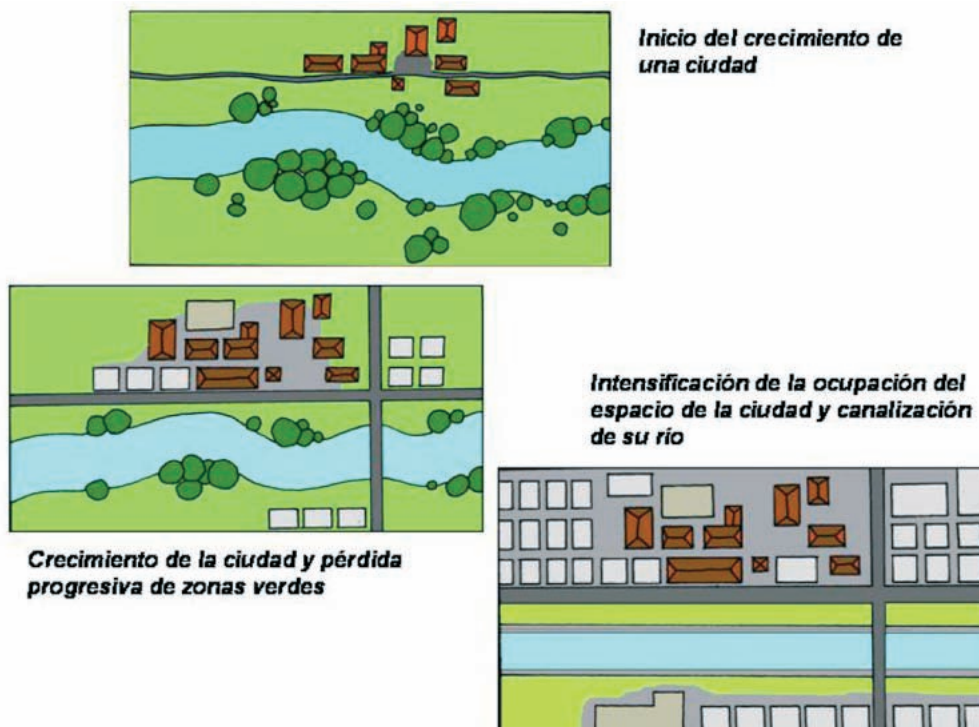 Inicio del crecimiento de
una ciudad
Crecimiento de la ciudad y pérdida
progresiva de zonas verdes
Intensificación de la ocupación del
espacio de la ciudad y canalización
de su río